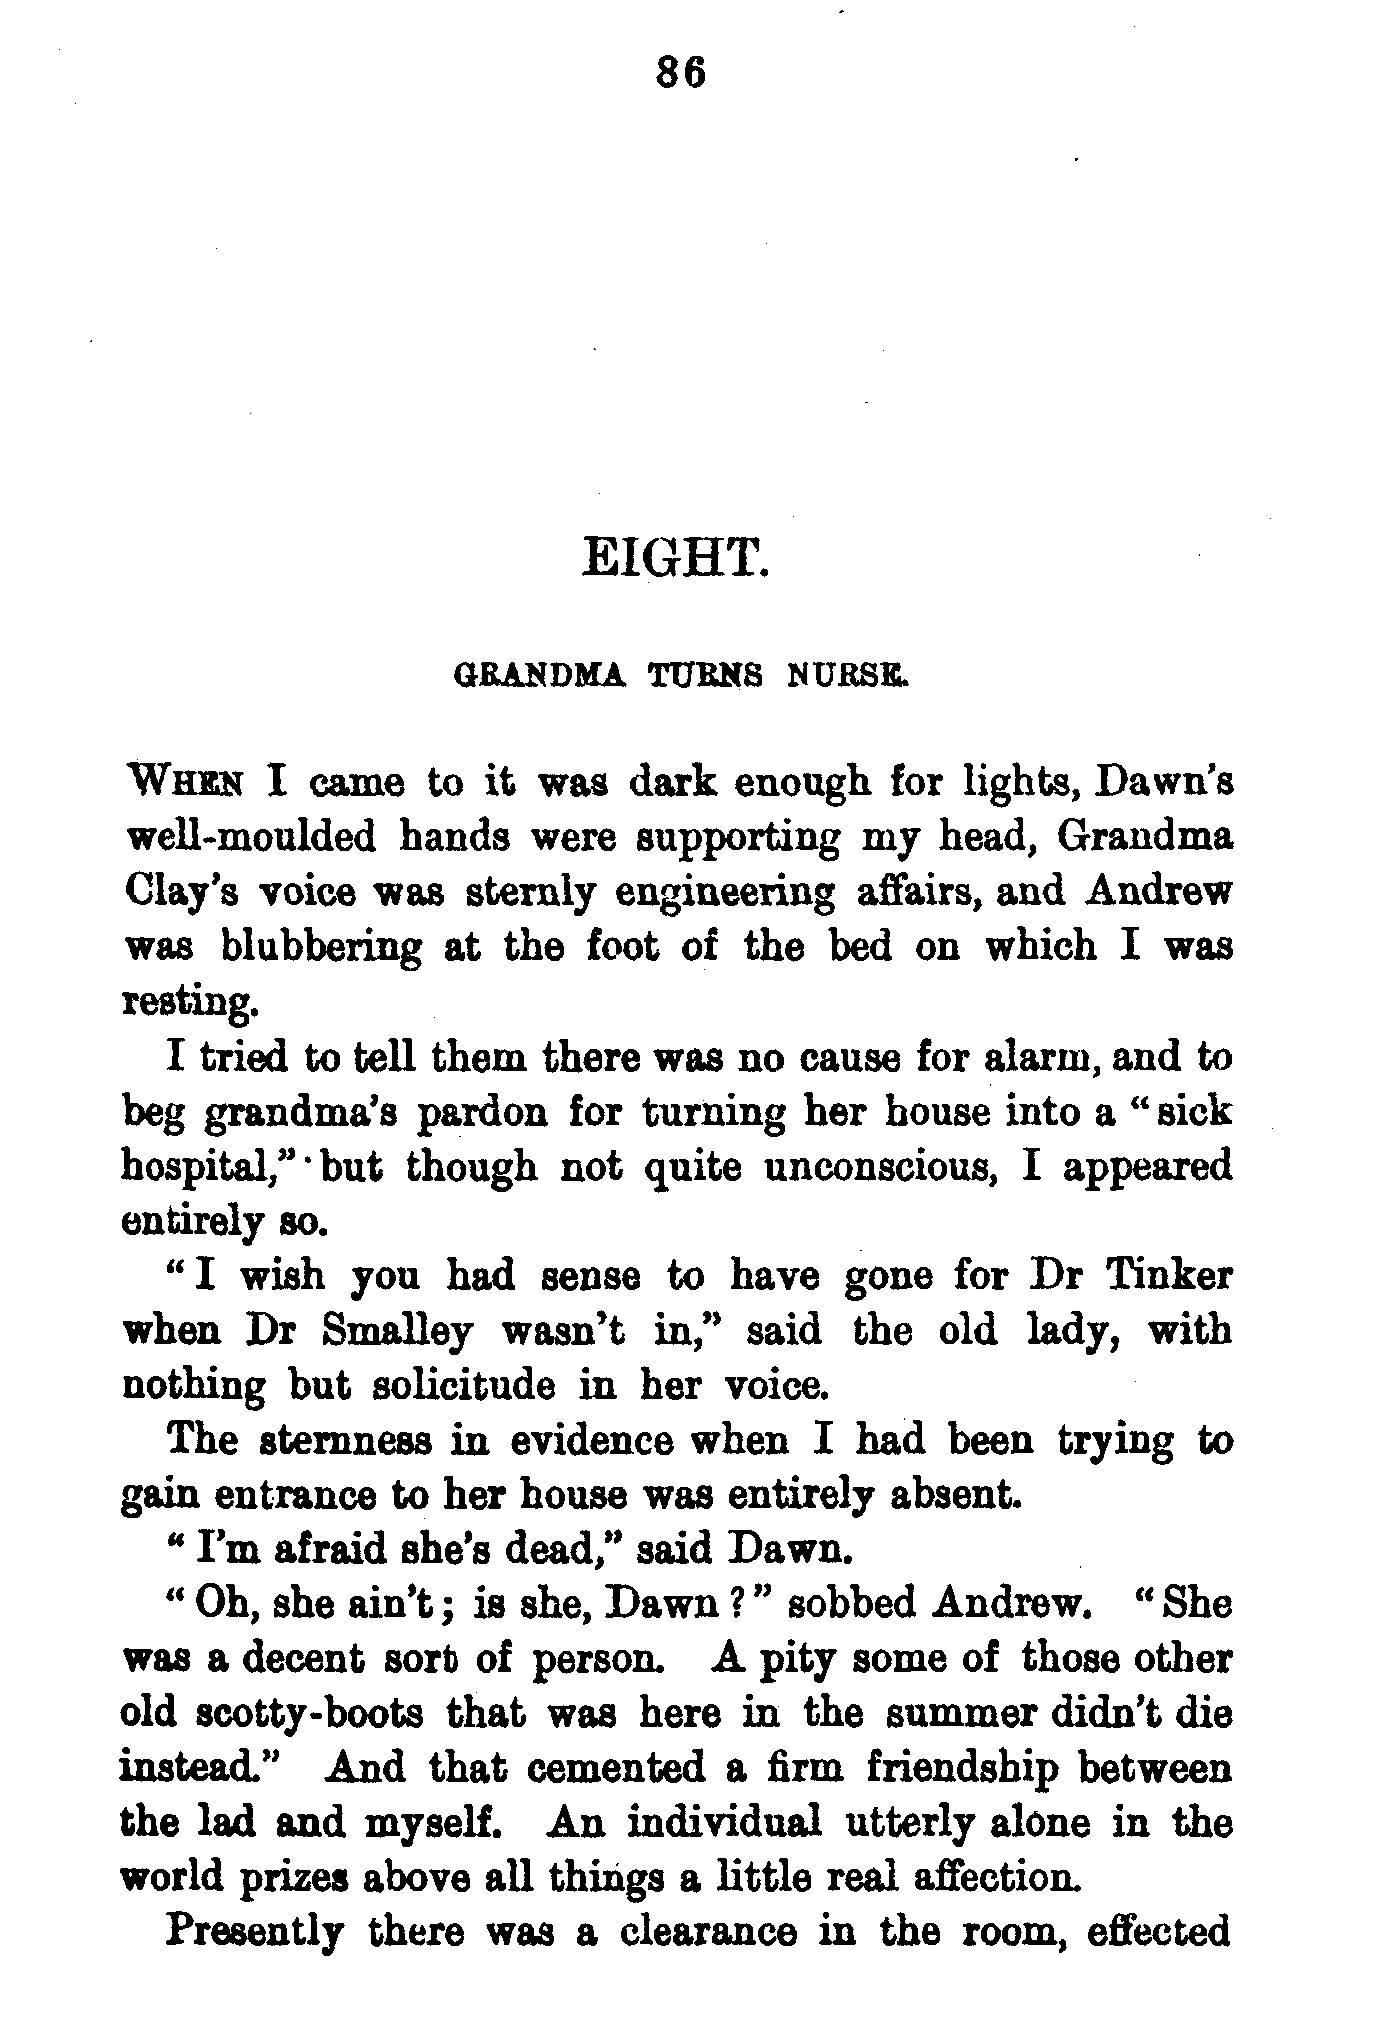 86
EIGHT.
GRANDMA TURNS NURSE.
WHEN I came to it was dark enough for lights, Dawn's
well-moulded hands were supporting my head, Grandma
Clay's voice was sternly engineering affairs, and Andrew
was blubbering at the foot of the bed on which I was
resting.
I tried to tell them there was no cause for alarm, and to
beg grandma's pardon for turning her house into a "sick
hospital," but though not quite unconscious, I appeared
entirely so.
"I wish you had sense to have gone for Dr Tinker
when Dr Smalley wasn't in," said the old lady, with
nothing but solicitude in her voice.
The sternness in evidence when I had been trying to
gain entrance to her house was entirely absent.
"I'm afraid she's dead," said Dawn.
"Oh, she ain't; is she, Dawn?" sobbed Andrew. "She
was a decent sort of person. A pity some of those other
old scotty-boots that was here in the summer didn't die
instead." And that cemented a firm friendship between
the lad and myself. An individual utterly alone in the
world prizes above all things a little real affection.
Presently there was a clearance in the room, effected